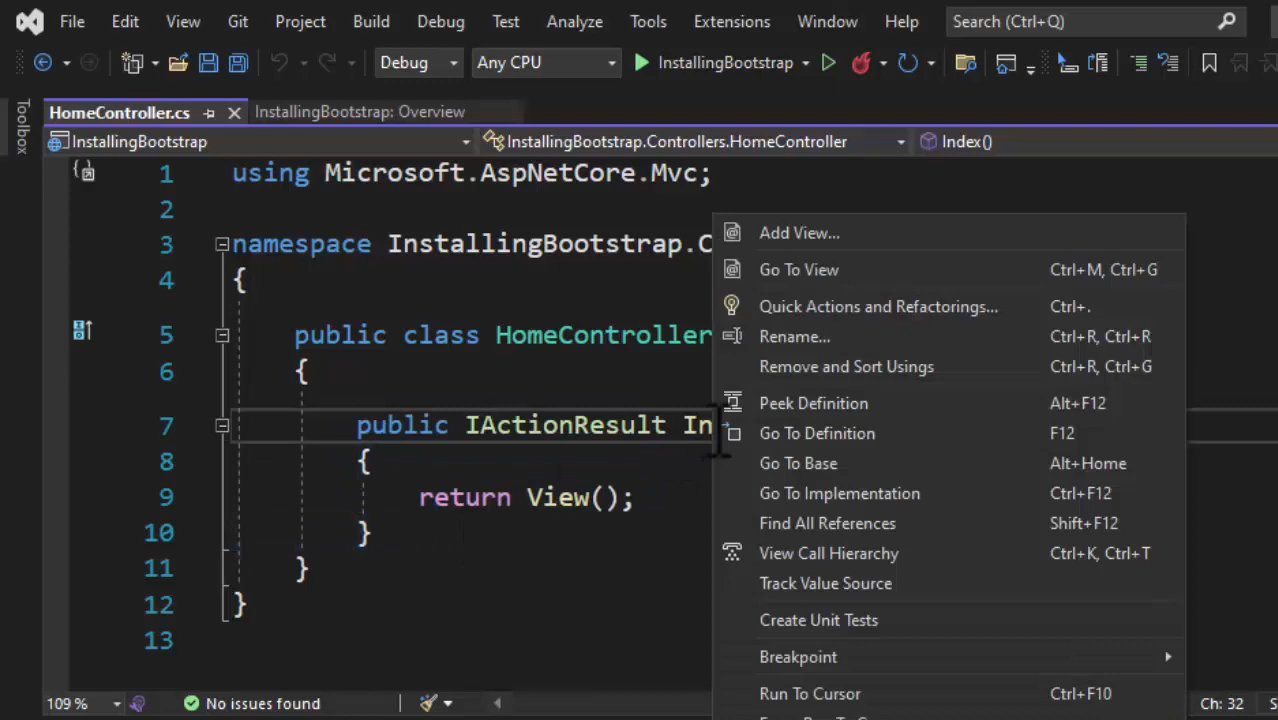 File Edit View Git Project Build Debug Test Analyze Tools Extensions Window Help Search (Ctrl+Q)
Debug Any CPU InstallingBootstrap
Toolbox
HomeController.cs InstallingBootstrap: Overview
InstallingBootstrap InstallingBootstrap.Controllers.HomeController Index()
1 using Microsoft.AspNetCore.Mvc;
2
3 namespace InstallingBootstrap.C
4 {
5 public class HomeController
6 {
7 public IActionResult In
8 {
9 return View();
10 }
11 }
12 }
13
Add View...
Go To View Ctrl+M, Ctrl+G
Quick Actions and Refactorings... Ctrl+.
Rename... Ctrl+R, Ctrl+R
Remove and Sort Usings Ctrl+R, Ctrl+G
Peek Definition Alt+F12
Go To Definition F12
Go To Base Alt+Home
Go To Implementation Ctrl+F12
Find All References Shift+F12
View Call Hierarchy Ctrl+K, Ctrl+T
Track Value Source
Create Unit Tests
Breakpoint
Run To Cursor Ctrl+F10
109 % No issues found Ch: 32